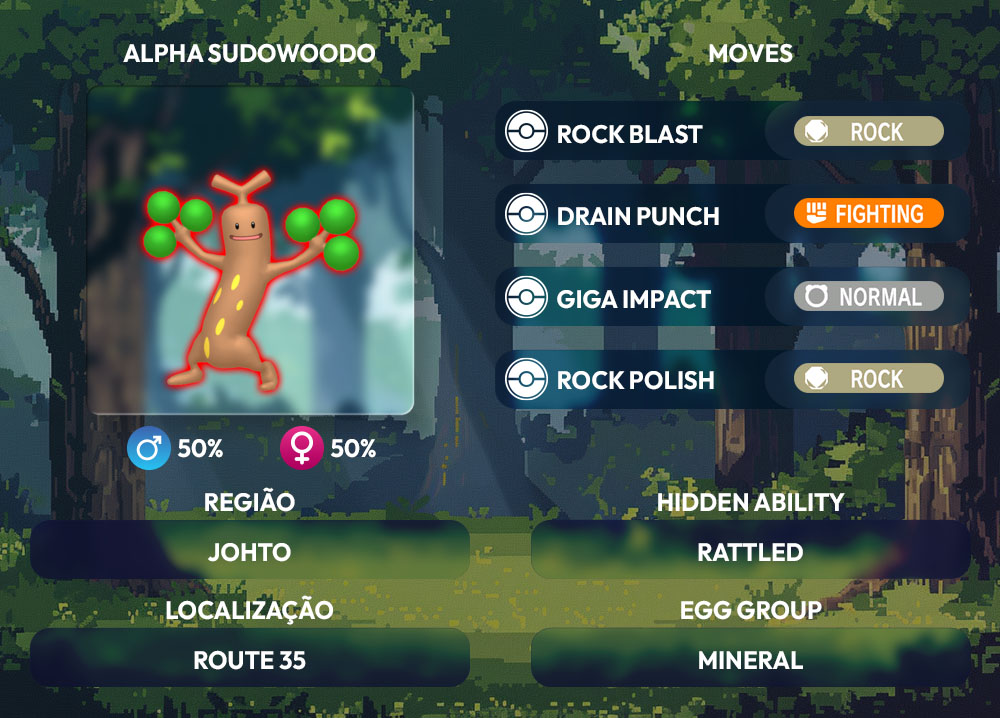 ALPHA SUDOWOODO
50%
50%
REGIÃO
JOHTO
LOCALIZAÇÃO
ROUTE 35
MOVES
ROCK BLAST ROCK
DRAIN PUNCH FIGHTING
GIGA IMPACT NORMAL
ROCK POLISH ROCK
HIDDEN ABILITY
RATTLED
EGG GROUP
MINERAL